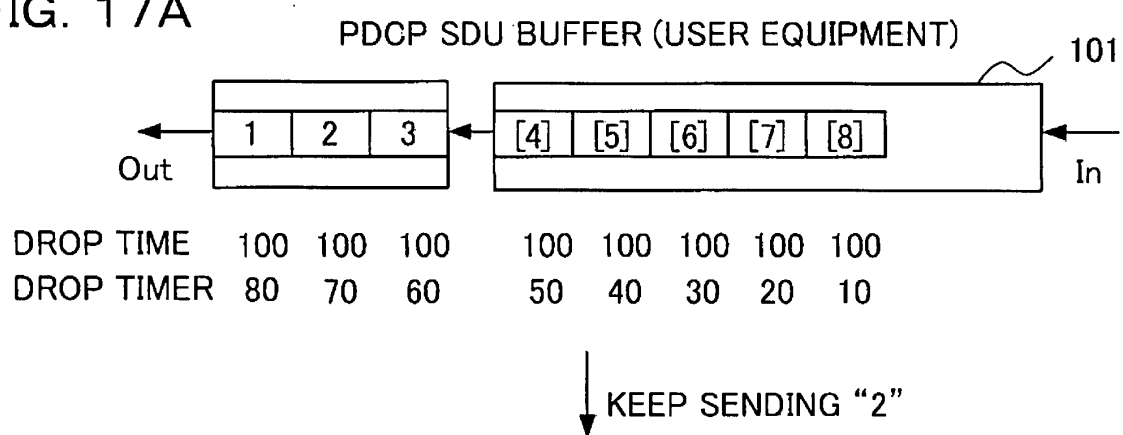 FIG. 17A
PDCP SDU BUFFER (USER EQUIPMENT)
101
1 2 3 [4] [5] [6] [7] [8]
Out In
DROP TIME 100 100 100 100 100 100 100 100
DROP TIMER 80 70 60 50 40 30 20 10
KEEP SENDING “2”